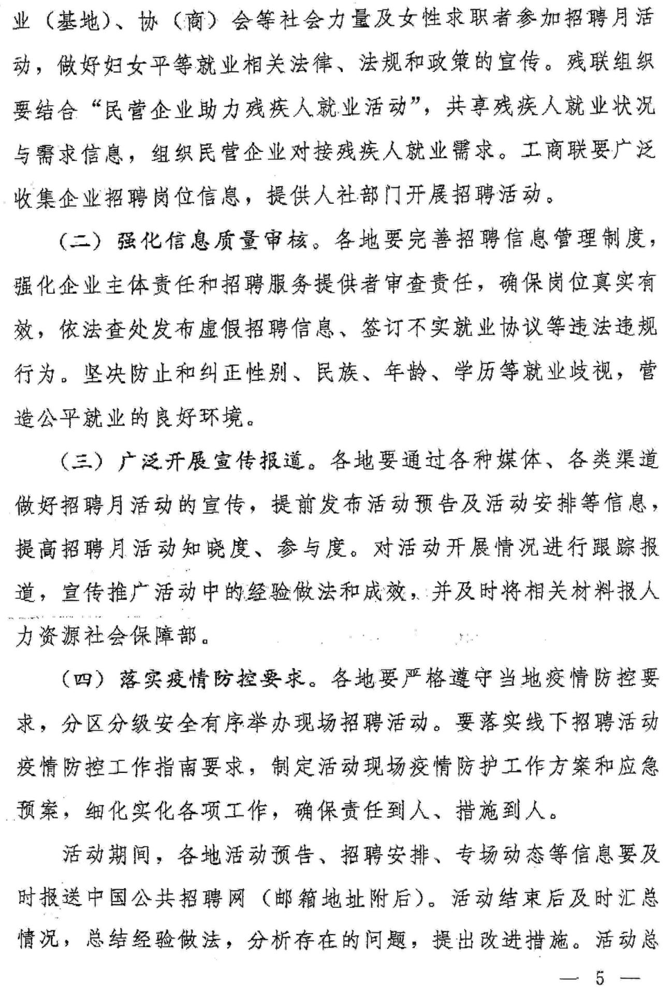 业（基地）、协（商）会等社会力量及女性求职者参加招聘月活
动，做好妇女平等就业相关法律、法规和政策的宣传。残联组织
要结合“民营企业助力残疾人就业活动”，共享残疾人就业状况
与需求信息，组织民营企业对接残疾人就业需求。工商联要广泛
收集企业招聘岗位信息，提供人社部门开展招聘活动。
（二）强化信息质量审核。各地要完善招聘信息管理制度，
强化企业主体责任和招聘服务提供者审查责任，确保岗位真实有
效，依法查处发布虚假招聘信息、签订不实就业协议等违法违规
行为。坚决防止和纠正性别、民族、年龄、学历等就业歧视，营
造公平就业的良好环境。
（三）广泛开展宣传报道。各地要通过各种媒体、各类渠道
做好招聘月活动的宣传，提前发布活动预告及活动安排等信息，
提高招聘月活动知晓度、参与度。对活动开展情况进行跟踪报
道，宣传推广活动中的经验做法和成效，并及时将相关材料报人
力资源社会保障部。
（四）落实疫情防控要求。各地要严格遵守当地疫情防控要
求，分区分级安全有序举办现场招聘活动。要落实线下招聘活动
疫情防控工作指南要求，制定活动现场疫情防护工作方案和应急
预案，细化实化各项工作，确保责任到人、措施到人。
活动期间，各地活动预告、招聘安排、专场动态等信息要及
时报送中国公共招聘网（邮箱地址附后）。活动结束后及时汇总
情况，总结经验做法，分析存在的问题，提出改进措施。活动总
— 5 —